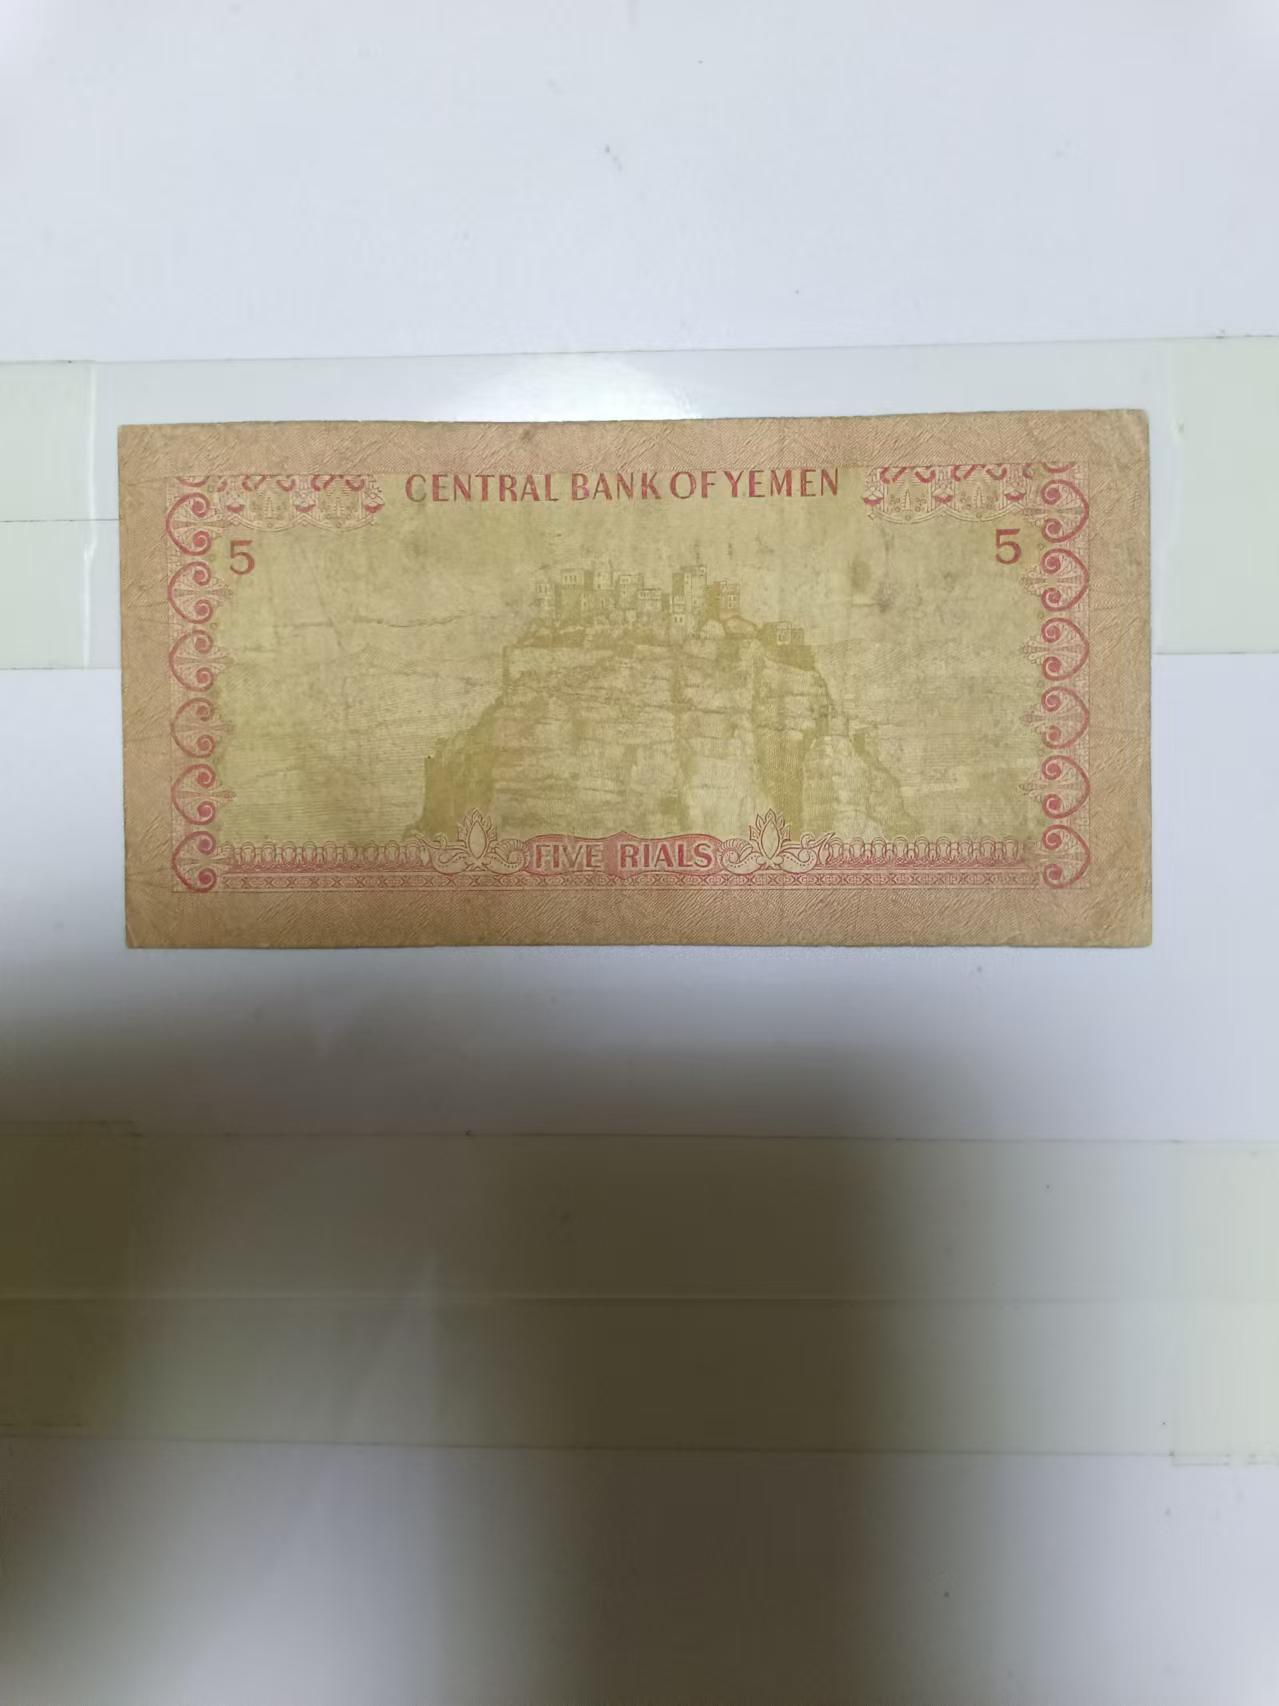 CENTRAL BANK OF YEMEN
5 5
FIVE RIALS